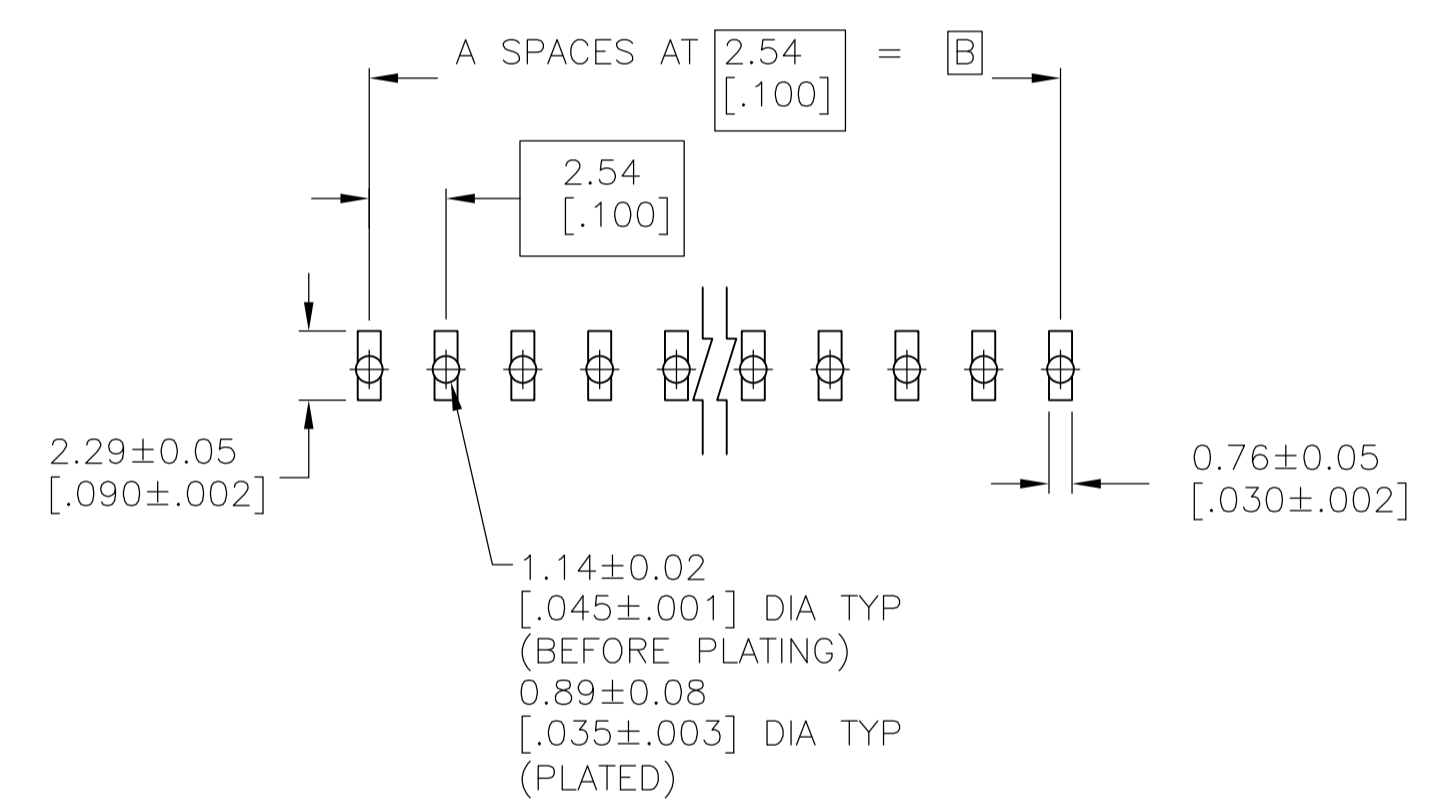 A SPACES AT 2.54 = B
[.100]
2.54
[.100]
2.29±0.05
[.090±.002]
0.76±0.05
[.030±.002]
1.14±0.02
[.045±.001] DIA TYP
(BEFORE PLATING)
0.89±0.08
[.035±.003] DIA TYP
(PLATED)